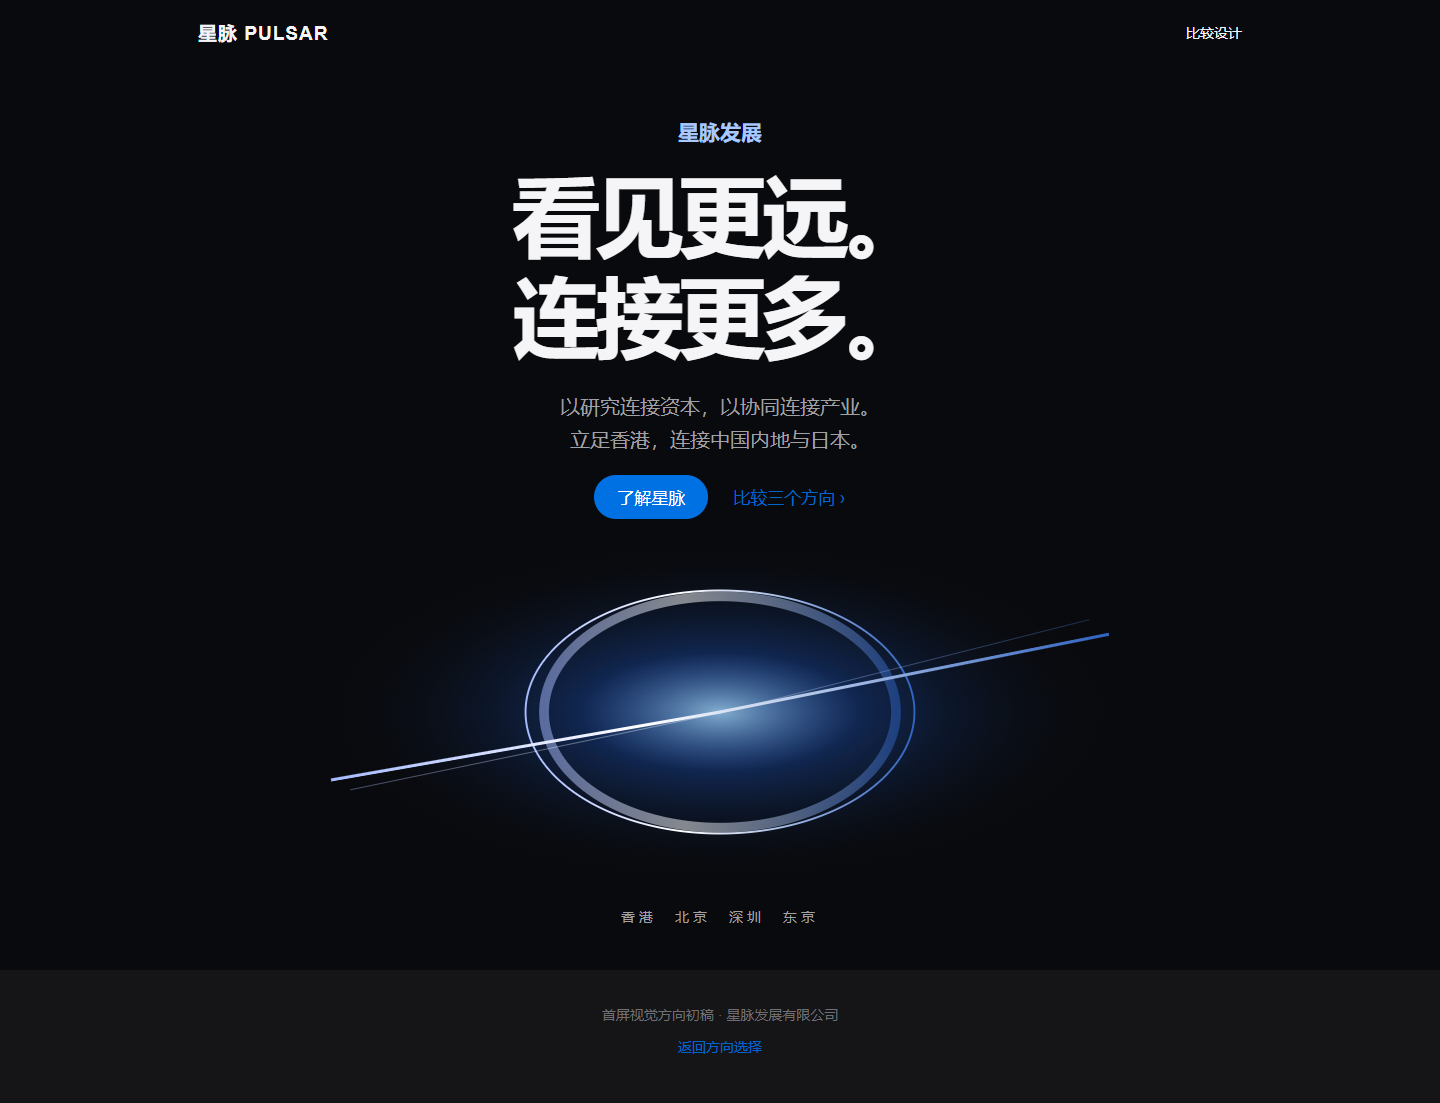 星脉 PULSAR
比较设计
星脉发展
看见更远。
连接更多。
以研究连接资本，以协同连接产业。
立足香港，连接中国内地与日本。
了解星脉
比较三个方向 ›
香港 北京 深圳 东京
首屏视觉方向初稿 · 星脉发展有限公司
返回方向选择